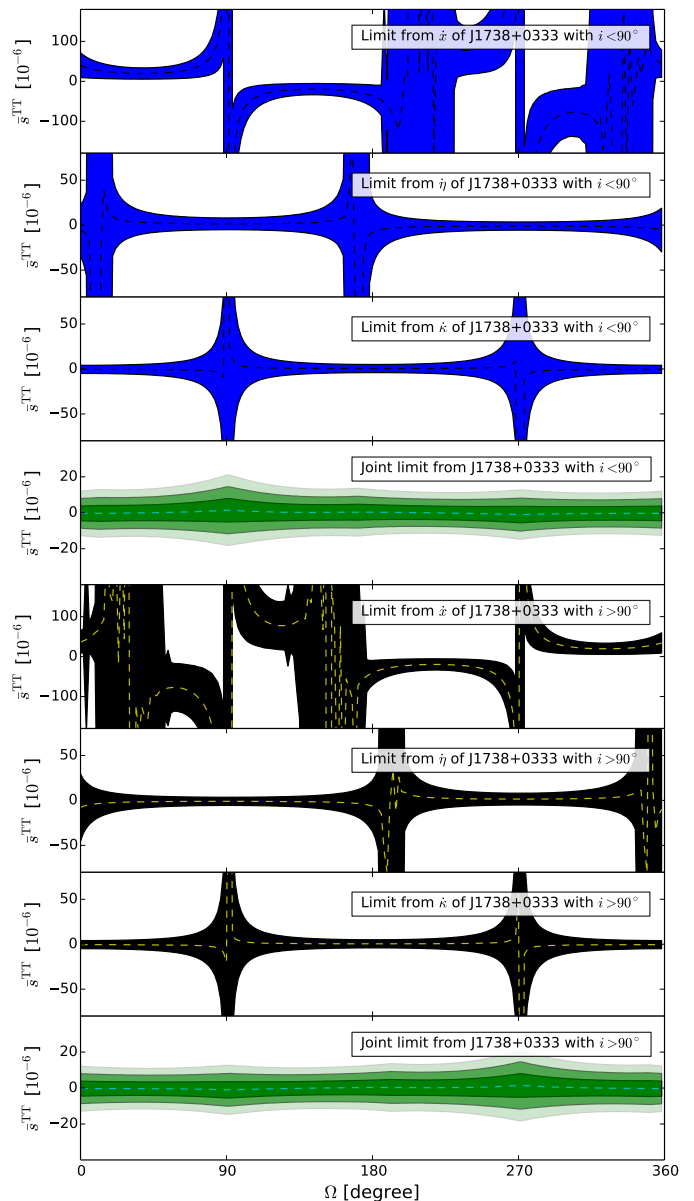 Limit from ẋ of J1738+0333 with i<90°
s̄ᵀᵀ [10⁻⁶]
100
0
−100
Limit from η̇ of J1738+0333 with i<90°
s̄ᵀᵀ [10⁻⁶]
50
0
−50
Limit from κ̇ of J1738+0333 with i<90°
s̄ᵀᵀ [10⁻⁶]
50
0
−50
Joint limit from J1738+0333 with i<90°
s̄ᵀᵀ [10⁻⁶]
20
0
−20
Limit from ẋ of J1738+0333 with i>90°
s̄ᵀᵀ [10⁻⁶]
100
0
−100
Limit from η̇ of J1738+0333 with i>90°
s̄ᵀᵀ [10⁻⁶]
50
0
−50
Limit from κ̇ of J1738+0333 with i>90°
s̄ᵀᵀ [10⁻⁶]
50
0
−50
Joint limit from J1738+0333 with i>90°
s̄ᵀᵀ [10⁻⁶]
20
0
−20
0 90 180 270 360
Ω [degree]